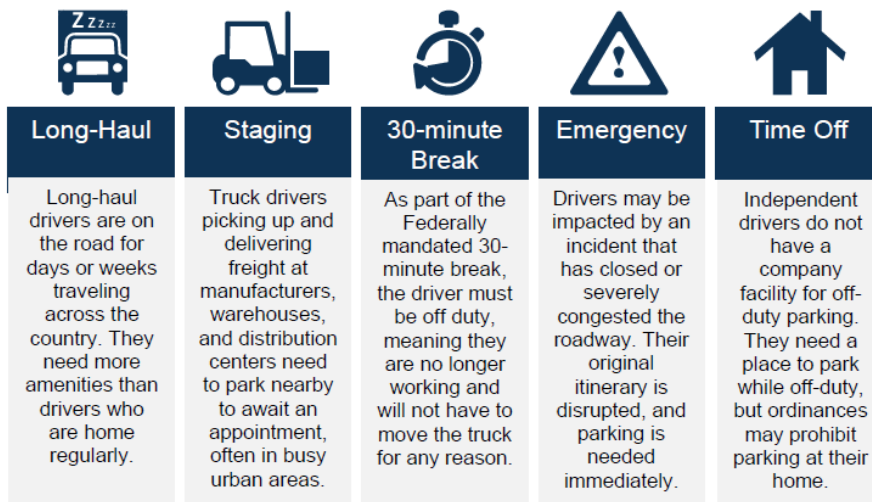 Z Z Z Z Z
Long-Haul
Long-haul
drivers are on
the road for
days or weeks
traveling
across the
country. They
need more
amenities than
drivers who
are home
regularly.
Staging
Truck drivers
picking up and
delivering
freight at
manufacturers,
warehouses,
and distribution
centers need
to park nearby
to await an
appointment,
often in busy
urban areas.
30-minute
Break
As part of the
Federally
mandated 30-
minute break,
the driver must
be off duty,
meaning they
are no longer
working and
will not have to
move the truck
for any reason.
!
Emergency
Drivers may be
impacted by an
incident that
has closed or
severely
congested the
roadway. Their
original
itinerary is
disrupted, and
parking is
needed
immediately.
Time Off
Independent
drivers do not
have a
company
facility for off-
duty parking.
They need a
place to park
while off-duty,
but ordinances
may prohibit
parking at their
home.